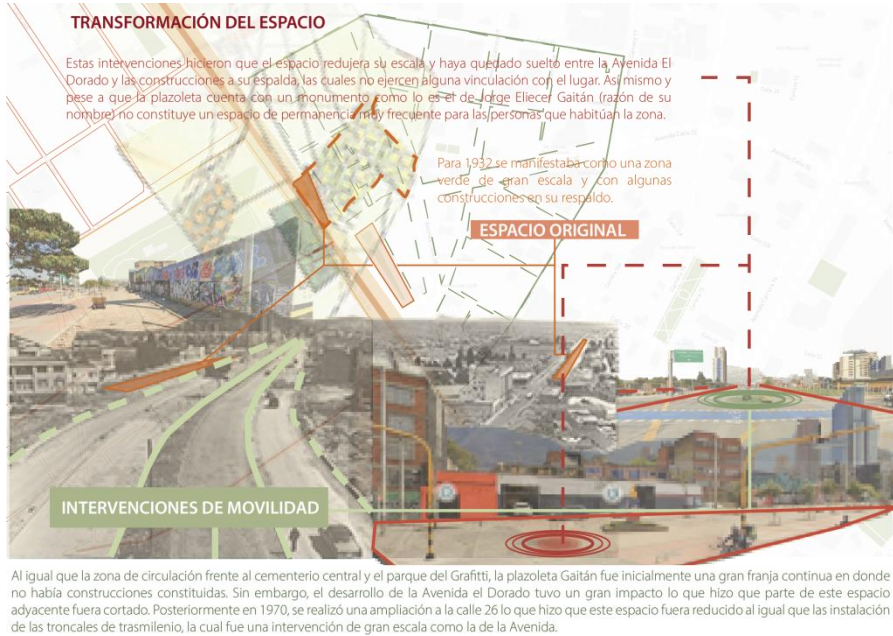 TRANSFORMACIÓN DEL ESPACIO
Estas intervenciones hicieron que el espacio redujera su escala y haya quedado suelto entre la Avenida El
Dorado y las construcciones a su espalda, las cuales no ejercen alguna vinculación con el lugar. Asi mismo y
pese a que la plazoleta cuenta con un monumento como lo es el de Jorge Eliecer Gaitán (razón de su
nombre) no constituye un espacio de permanencia muy frecuente para las personas que habitúan la zona.
Para 1932 se manifestaba como una zona
verde de gran escala y con algunas
construcciones en su respaldo.
ESPACIO ORIGINAL
INTERVENCIONES DE MOVILIDAD
Al igual que la zona de circulación frente al cementerio central y el parque del Grafitti, la plazoleta Gaitán fue inicialmente una gran franja continua en donde
no había construcciones constituidas. Sin embargo, el desarrollo de la Avenida el Dorado tuvo un gran impacto lo que hizo que parte de este espacio
adyacente fuera cortado. Posteriormente en 1970, se realizó una ampliación a la calle 26 lo que hizo que este espacio fuera reducido al igual que las instalación
de las troncales de trasmilenio, la cual fue una intervención de gran escala como la de la Avenida.